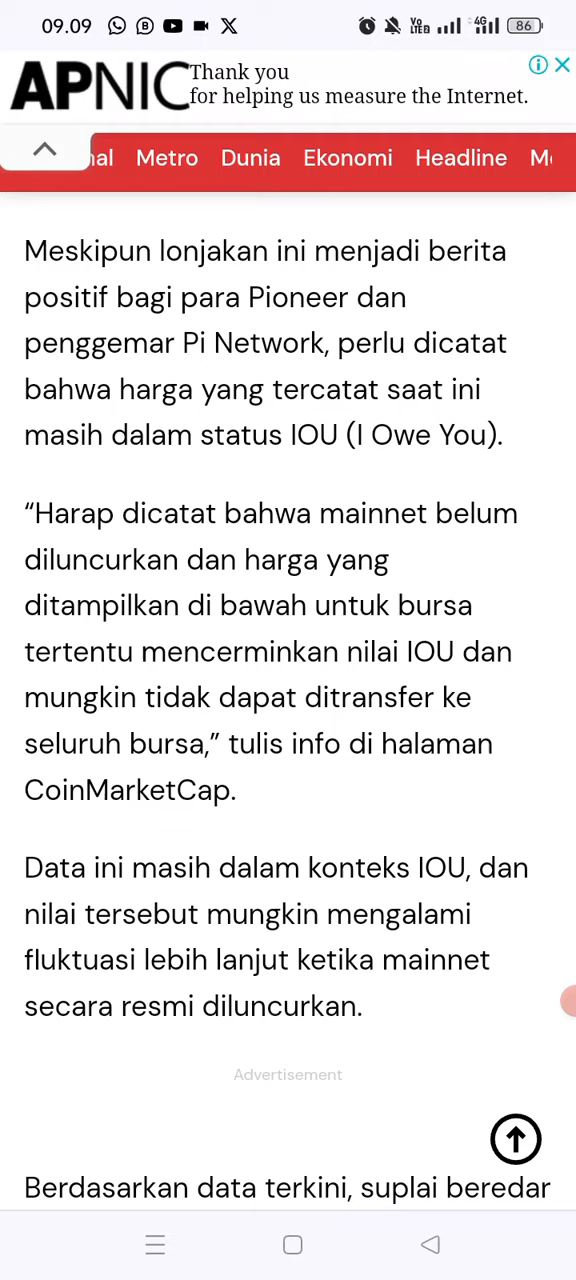 09.09
Vo
LTE2
4G
86
APNIC
Thank you
for helping us measure the Internet.
Metro Dunia Ekonomi Headline
Meskipun lonjakan ini menjadi berita
positif bagi para Pioneer dan
penggemar Pi Network, perlu dicatat
bahwa harga yang tercatat saat ini
masih dalam status IOU (I Owe You).
“Harap dicatat bahwa mainnet belum
diluncurkan dan harga yang
ditampilkan di bawah untuk bursa
tertentu mencerminkan nilai IOU dan
mungkin tidak dapat ditransfer ke
seluruh bursa,” tulis info di halaman
CoinMarketCap.
Data ini masih dalam konteks IOU, dan
nilai tersebut mungkin mengalami
fluktuasi lebih lanjut ketika mainnet
secara resmi diluncurkan.
Advertisement
Berdasarkan data terkini, suplai beredar